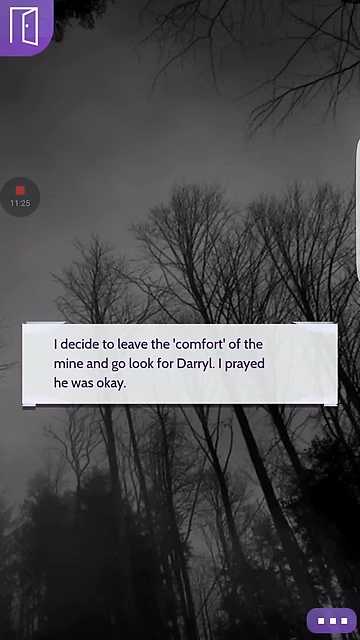 11:25
I decide to leave the 'comfort' of the
mine and go look for Darryl. I prayed
he was okay.